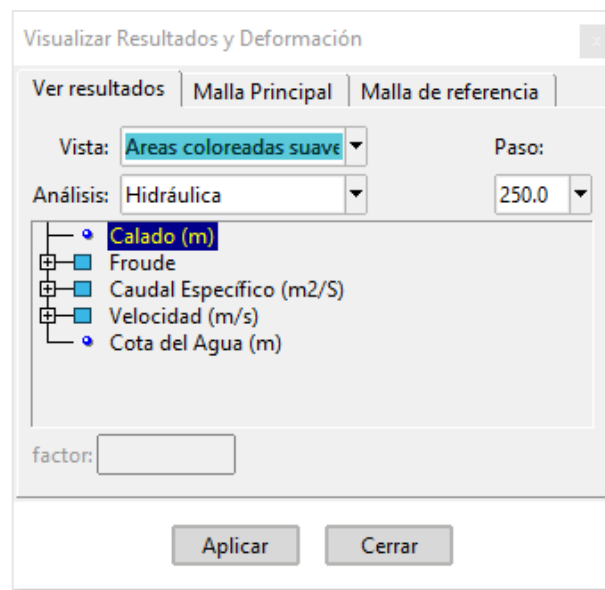 Visualizar Resultados y Deformación x
Ver resultados Malla Principal Malla de referencia
Vista: Areas coloreadas suave Paso:
Análisis: Hidráulica 250.0
Calado (m)
Froude
Caudal Específico (m2/S)
Velocidad (m/s)
Cota del Agua (m)
factor:
Aplicar Cerrar